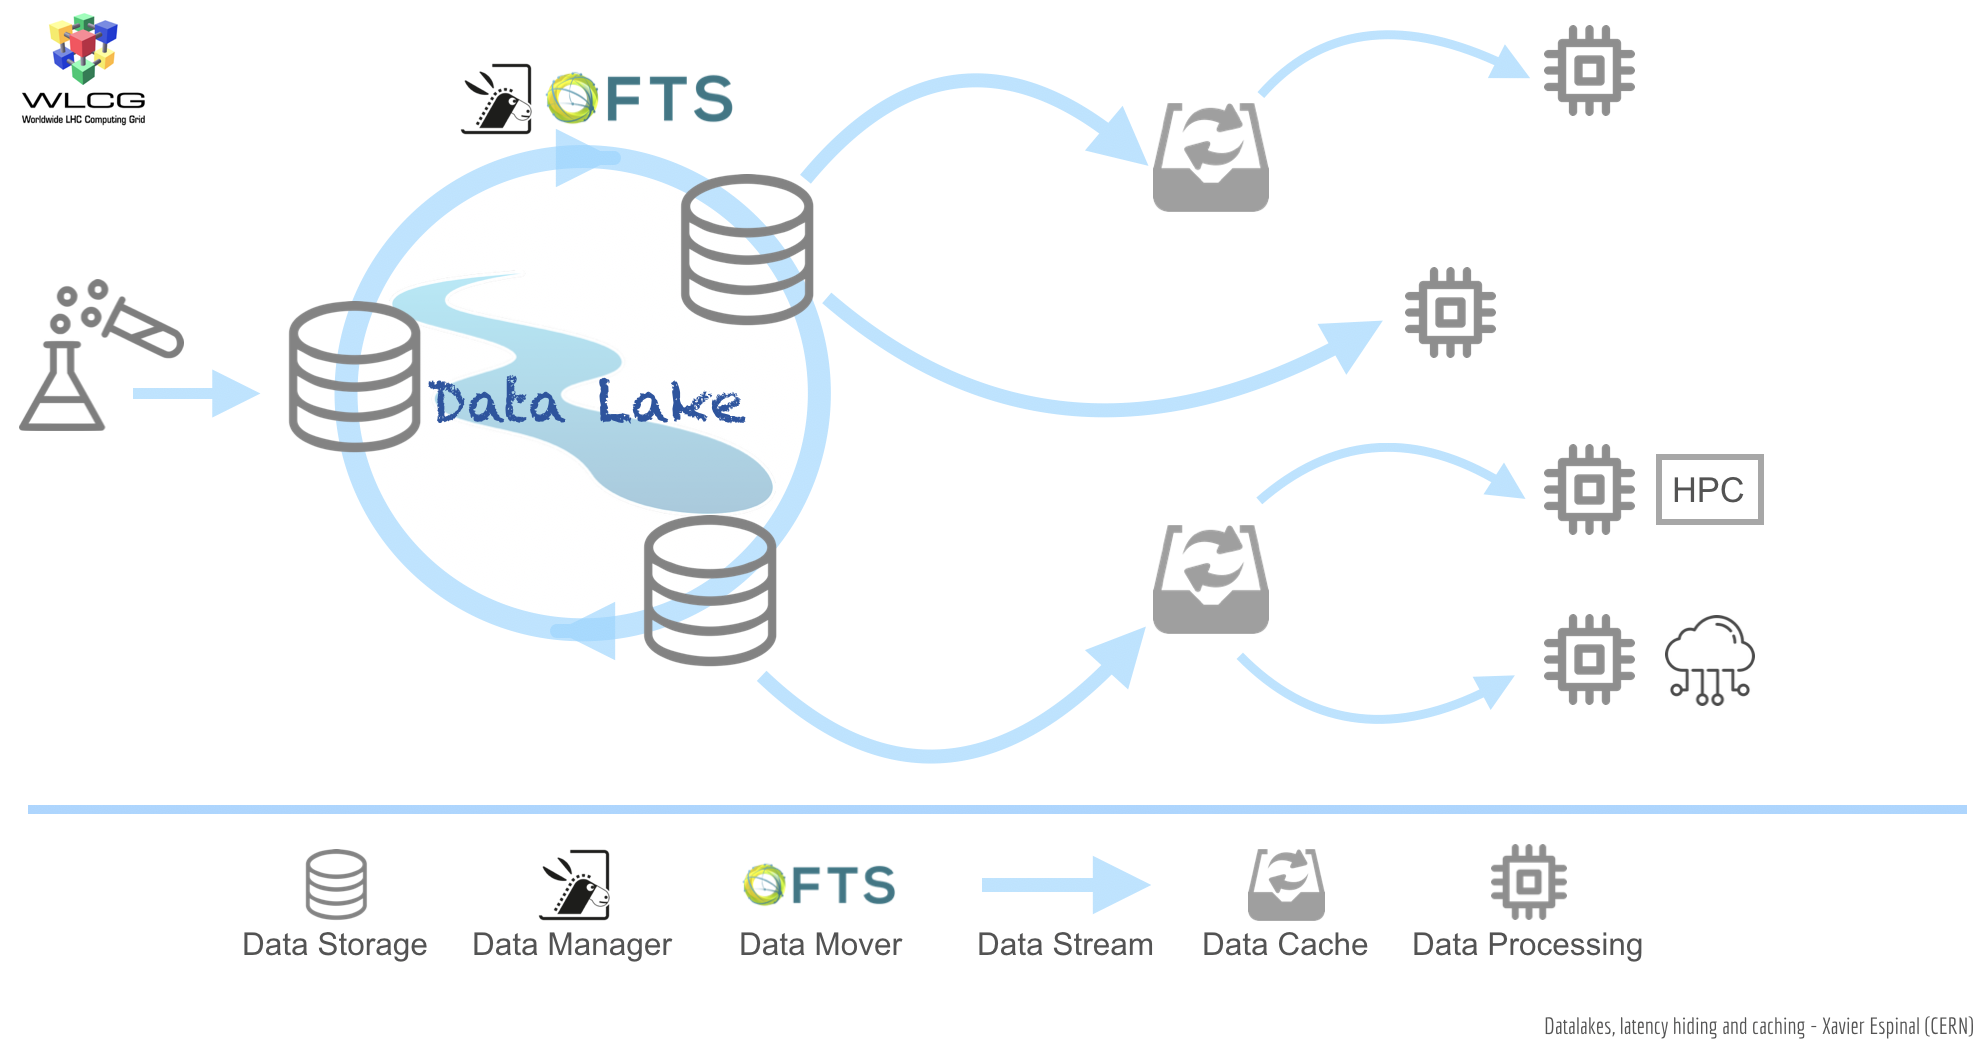 WLCG
Worldwide LHC Computing Grid
FTS
Data Lake
HPC
FTS
Data Storage
Data Manager
Data Mover
Data Stream
Data Cache
Data Processing
Datalakes, latency hiding and caching - Xavier Espinal (CERN)